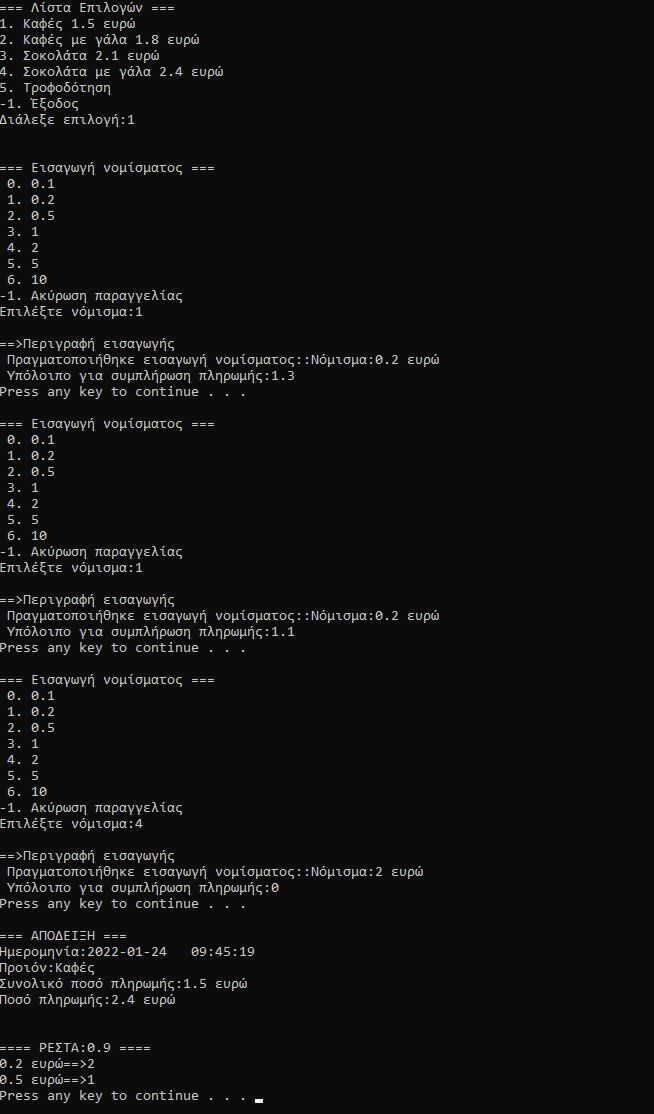 === Λίστα Επιλογών ===
1. Καφές 1.5 ευρώ
2. Καφές με γάλα 1.8 ευρώ
3. Σοκολάτα 2.1 ευρώ
4. Σοκολάτα με γάλα 2.4 ευρώ
5. Τροφοδότηση
-1. Έξοδος
Διάλεξε επιλογή:1
=== Εισαγωγή νομίσματος ===
0. 0.1
1. 0.2
2. 0.5
3. 1
4. 2
5. 5
6. 10
-1. Ακύρωση παραγγελίας
Επιλέξτε νόμισμα:1
==>Περιγραφή εισαγωγής
Πραγματοποιήθηκε εισαγωγή νομίσματος::Νόμισμα:0.2 ευρώ
Υπόλοιπο για συμπλήρωση πληρωμής:1.3
Press any key to continue . . .
=== Εισαγωγή νομίσματος ===
0. 0.1
1. 0.2
2. 0.5
3. 1
4. 2
5. 5
6. 10
-1. Ακύρωση παραγγελίας
Επιλέξτε νόμισμα:1
==>Περιγραφή εισαγωγής
Πραγματοποιήθηκε εισαγωγή νομίσματος::Νόμισμα:0.2 ευρώ
Υπόλοιπο για συμπλήρωση πληρωμής:1.1
Press any key to continue . . .
=== Εισαγωγή νομίσματος ===
0. 0.1
1. 0.2
2. 0.5
3. 1
4. 2
5. 5
6. 10
-1. Ακύρωση παραγγελίας
Επιλέξτε νόμισμα:4
==>Περιγραφή εισαγωγής
Πραγματοποιήθηκε εισαγωγή νομίσματος::Νόμισμα:2 ευρώ
Υπόλοιπο για συμπλήρωση πληρωμής:0
Press any key to continue . . .
=== ΑΠΟΔΕΙΞΗ ===
Ημερομηνία:2022-01-24   09:45:19
Προιόν:Καφές
Συνολικό ποσό πληρωμής:1.5 ευρώ
Ποσό πληρωμής:2.4 ευρώ
==== ΡΕΣΤΑ:0.9 ====
0.2 ευρώ==>2
0.5 ευρώ==>1
Press any key to continue . . .